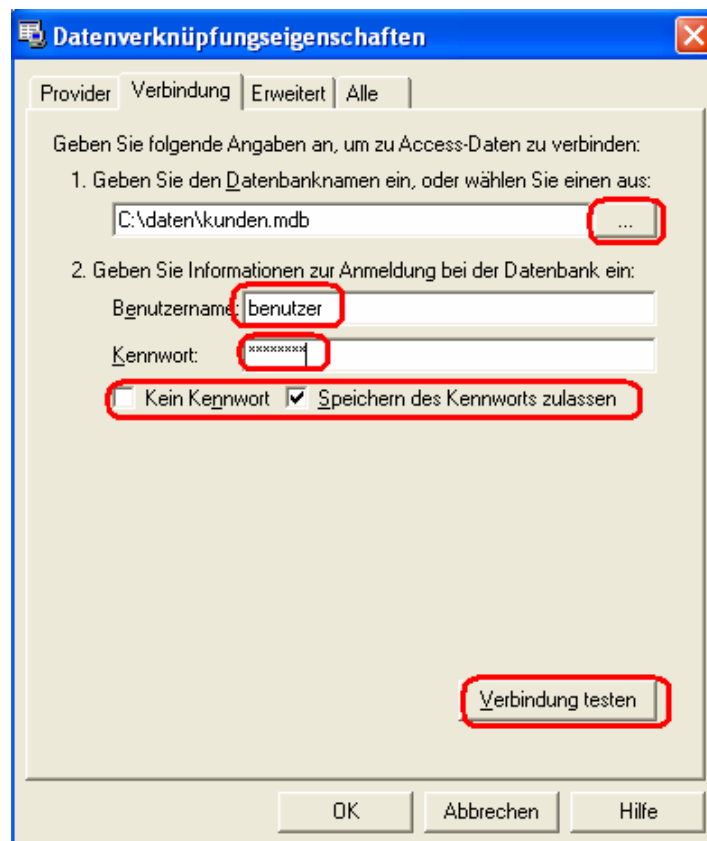 Datenverknüpfungseigenschaften
Provider Verbindung Erweitert Alle
Geben Sie folgende Angaben an, um zu Access-Daten zu verbinden:
1. Geben Sie den Datenbanknamen ein, oder wählen Sie einen aus:
C:\daten\kunden.mdb ...
2. Geben Sie Informationen zur Anmeldung bei der Datenbank ein:
Benutzername: benutzer
Kennwort: ********
Kein Kennwort Speichern des Kennworts zulassen
Verbindung testen
OK Abbrechen Hilfe